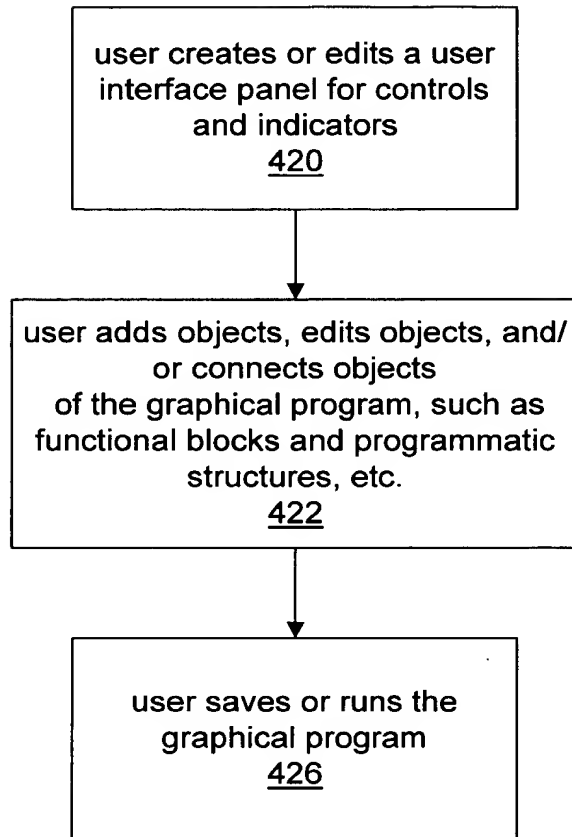 user creates or edits a user
interface panel for controls
and indicators
420
user adds objects, edits objects, and/
or connects objects
of the graphical program, such as
functional blocks and programmatic
structures, etc.
422
user saves or runs the
graphical program
426